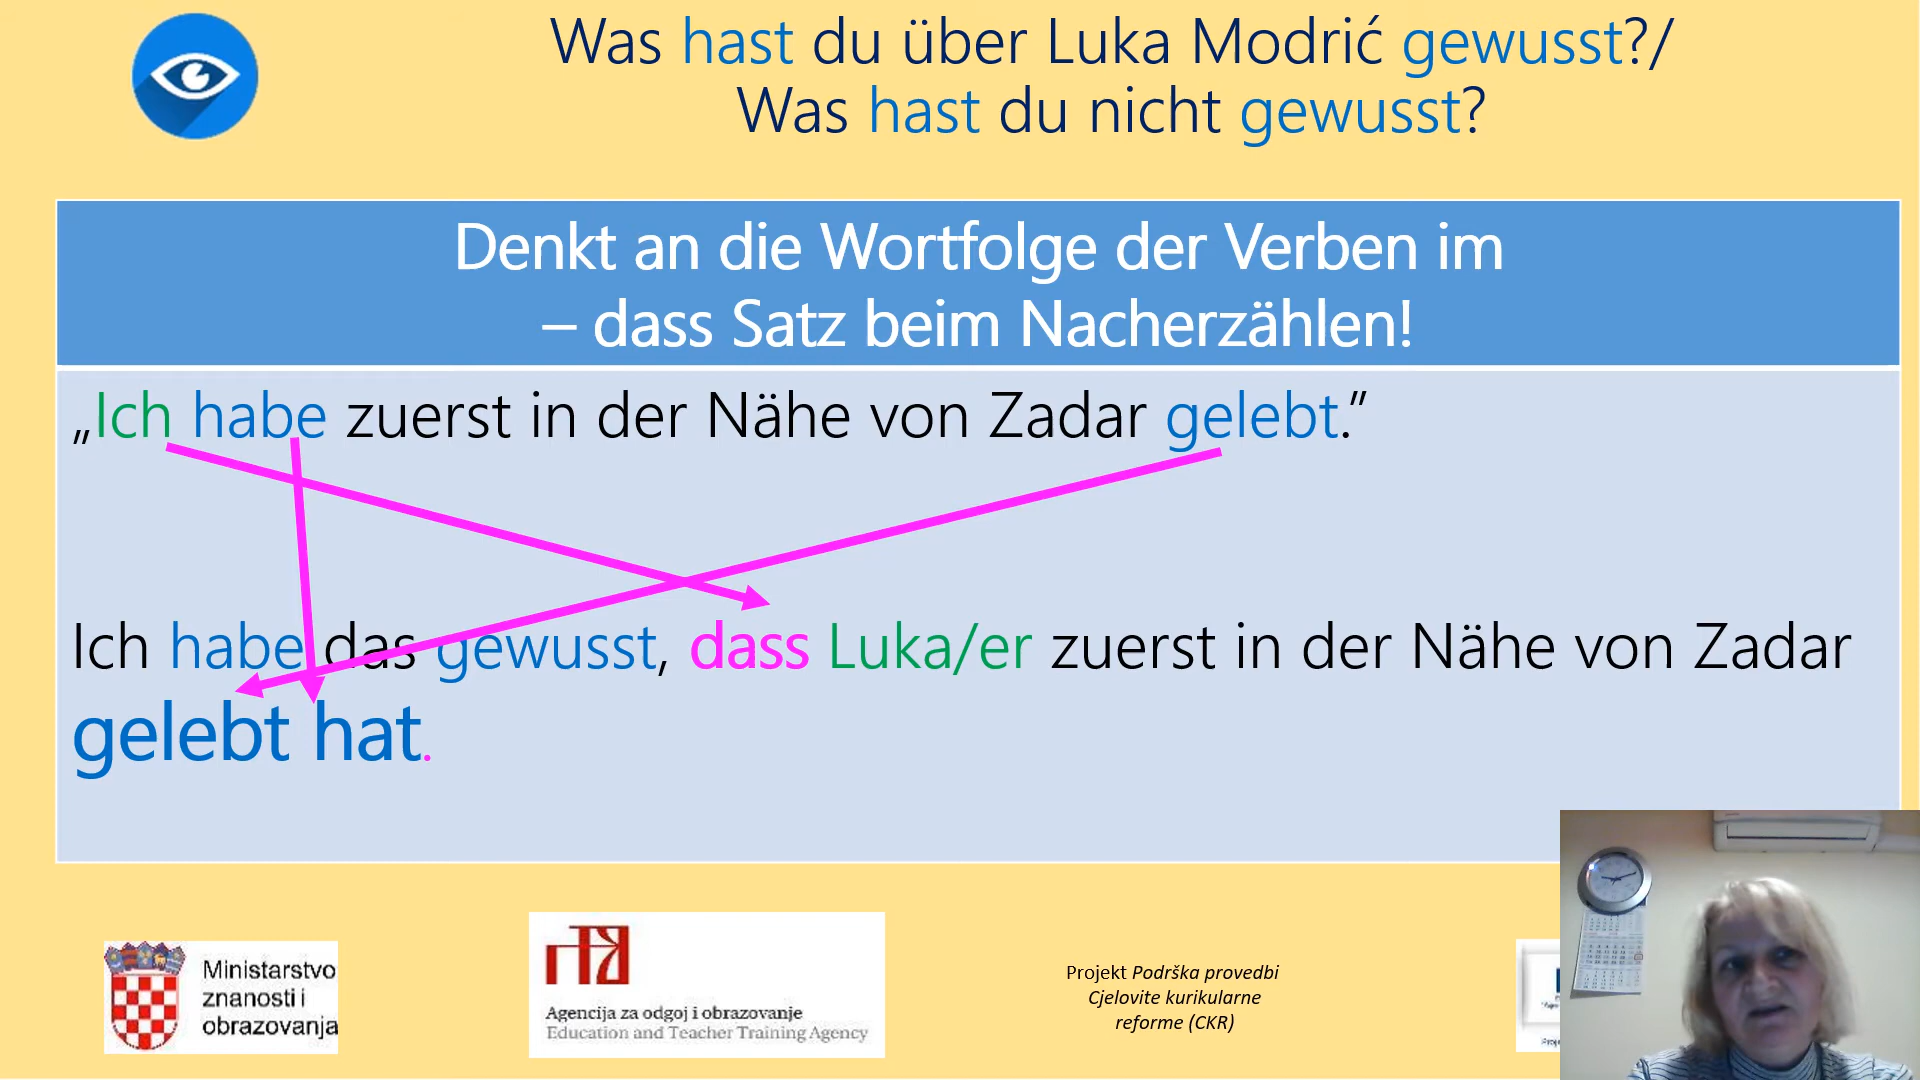 Was hast du über Luka Modrić gewusst?/
Was hast du nicht gewusst?
Denkt an die Wortfolge der Verben im
– dass Satz beim Nacherzählen!
„Ich habe zuerst in der Nähe von Zadar gelebt.”
Ich habe das gewusst, dass Luka/er zuerst in der Nähe von Zadar
gelebt hat.
Ministarstvo
znanosti i
obrazovanja
Agencija za odgoj i obrazovanje
Education and Teacher Training Agency
Projekt Podrška provedbi
Cjelovite kurikularne
reforme (CKR)